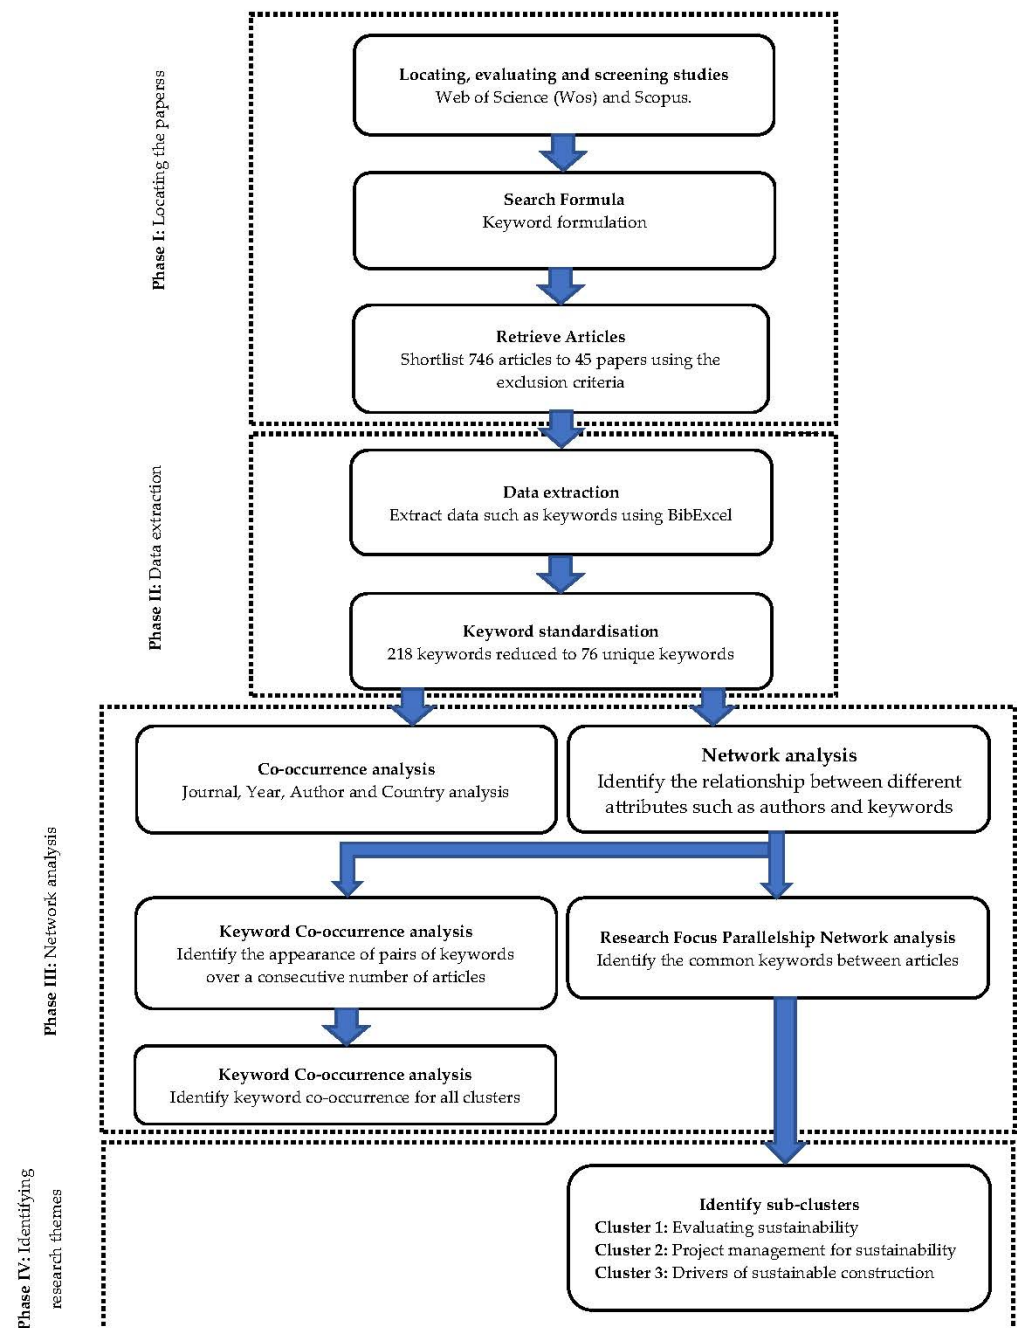 Phase I: Locating the paperss
Locating, evaluating and screening studies
Web of Science (Wos) and Scopus.
Search Formula
Keyword formulation
Retrieve Articles
Shortlist 746 articles to 45 papers using the
exclusion criteria
Phase II: Data extraction
Data extraction
Extract data such as keywords using BibExcel
Keyword standardisation
218 keywords reduced to 76 unique keywords
Phase III: Network analysis
Co-occurrence analysis
Journal, Year, Author and Country analysis
Network analysis
Identify the relationship between different
attributes such as authors and keywords
Keyword Co-occurrence analysis
Identify the appearance of pairs of keywords
over a consecutive number of articles
Research Focus Parallelship Network analysis
Identify the common keywords between articles
Keyword Co-occurrence analysis
Identify keyword co-occurrence for all clusters
Phase IV: Identifying
research themes
Identify sub-clusters
Cluster 1: Evaluating sustainability
Cluster 2: Project management for sustainability
Cluster 3: Drivers of sustainable construction